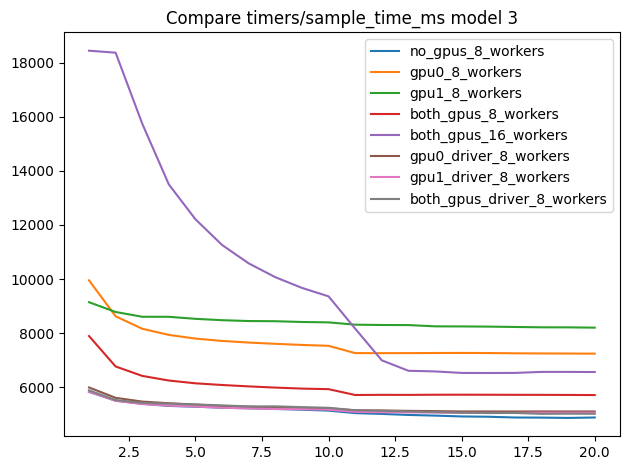 Compare timers/sample_time_ms model 3
18000
16000
14000
12000
10000
8000
6000
no_gpus_8_workers
gpu0_8_workers
gpu1_8_workers
both_gpus_8_workers
both_gpus_16_workers
gpu0_driver_8_workers
gpu1_driver_8_workers
both_gpus_driver_8_workers
2.5 5.0 7.5 10.0 12.5 15.0 17.5 20.0